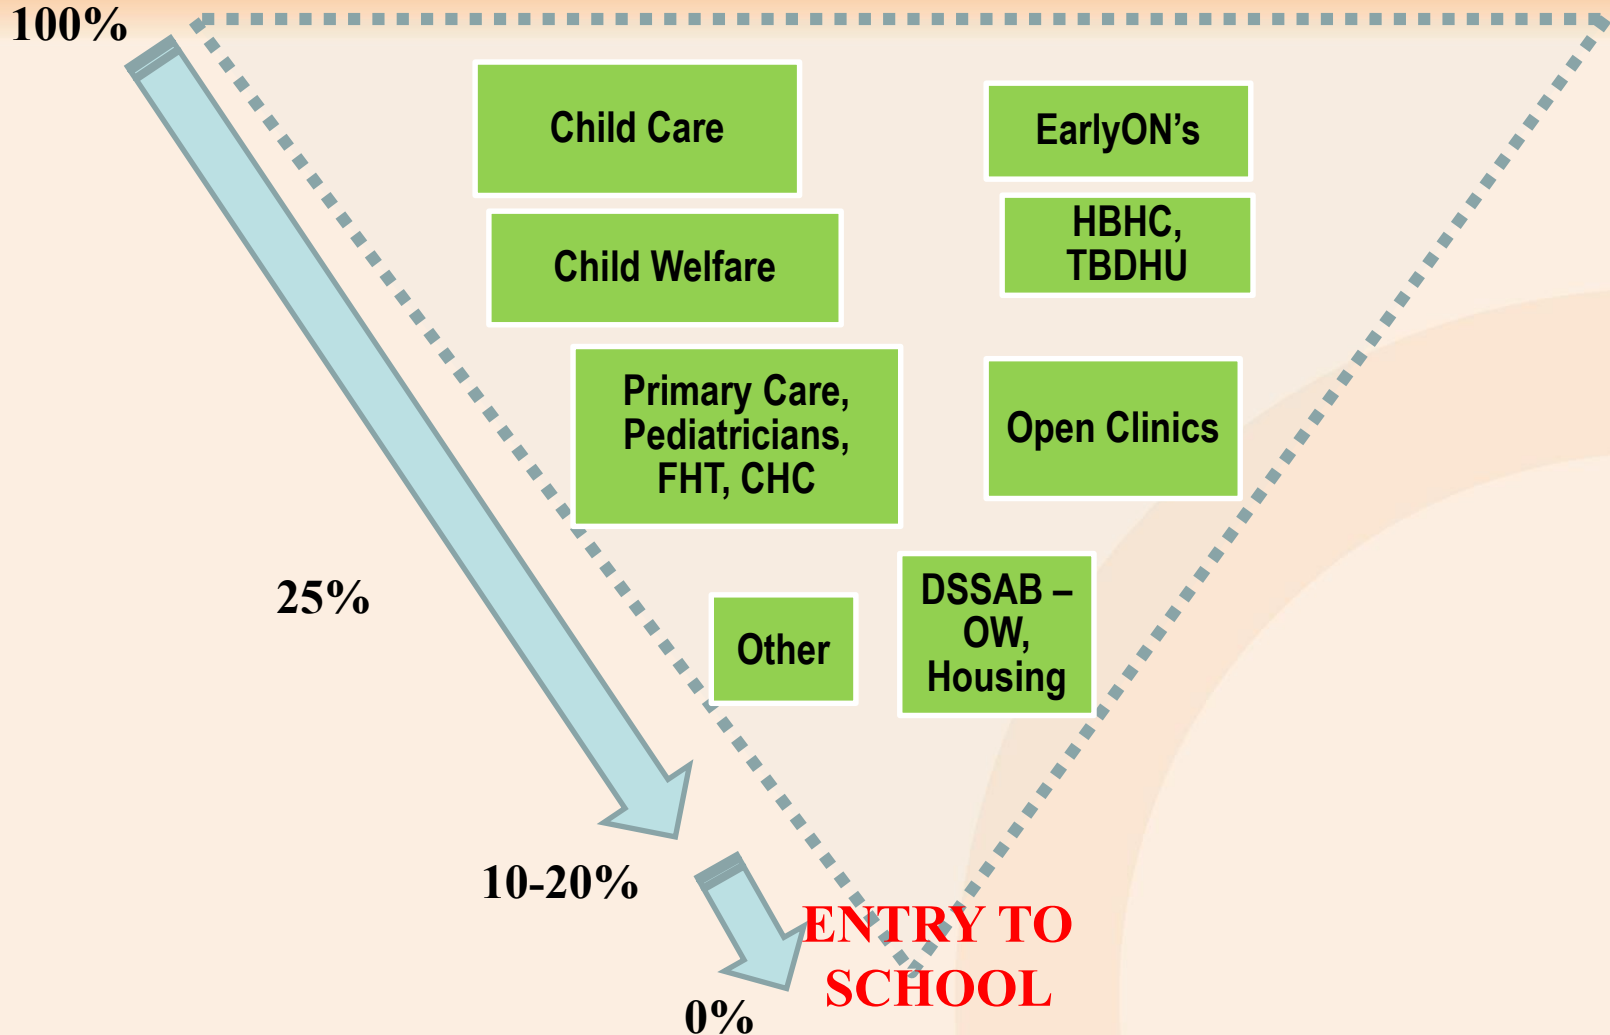 100%
Child Care
EarlyON’s
Child Welfare
HBHC,
TBDHU
Primary Care,
Pediatricians,
FHT, CHC
Open Clinics
25%
Other
DSSAB –
OW,
Housing
10-20%
ENTRY TO
SCHOOL
0%